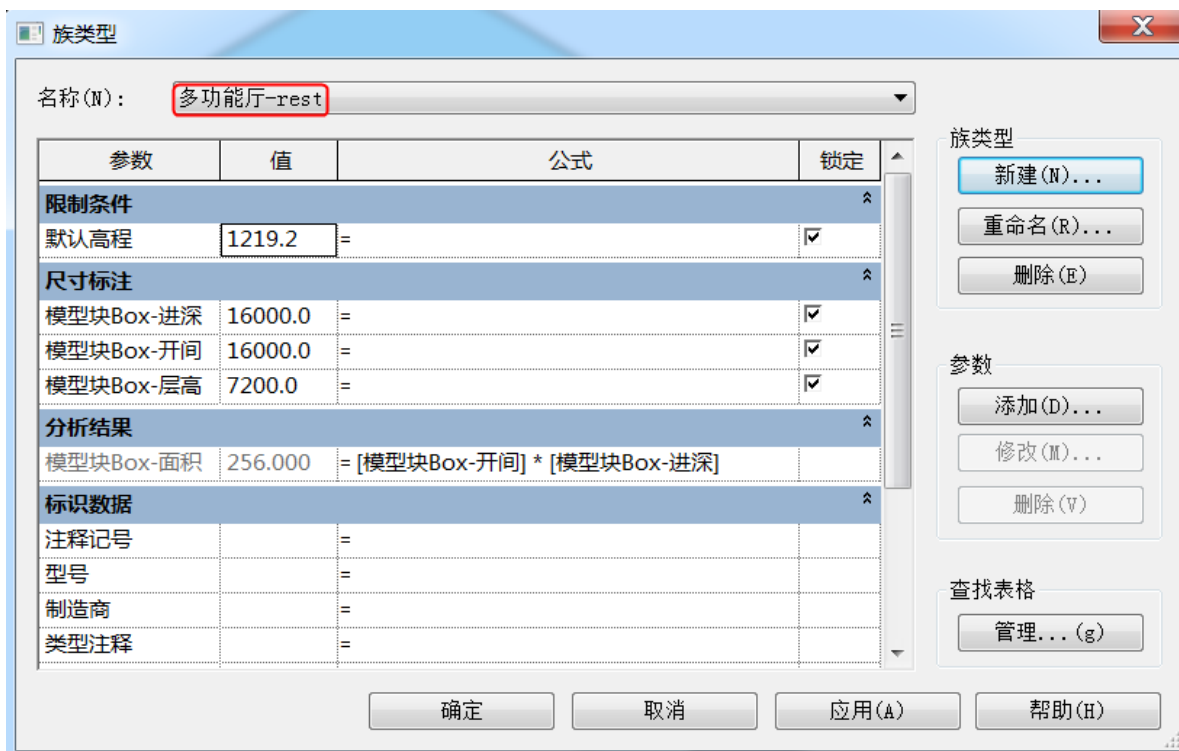 族类型
名称(N): 多功能厅-rest
参数 值 公式 锁定
限制条件
默认高程 1219.2 =
尺寸标注
模型块Box-进深 16000.0 =
模型块Box-开间 16000.0 =
模型块Box-层高 7200.0 =
分析结果
模型块Box-面积 256.000 = [模型块Box-开间] * [模型块Box-进深]
标识数据
注释记号 =
型号 =
制造商 =
类型注释 =
族类型
新建(N)...
重命名(R)...
删除(E)
参数
添加(D)...
修改(M)...
删除(V)
查找表格
管理...(g)
确定 取消 应用(A) 帮助(H)